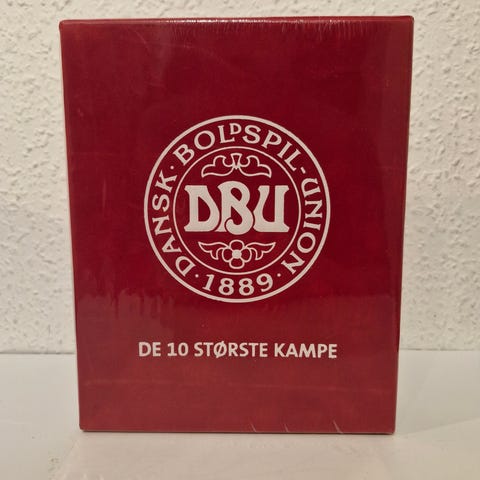 DANSK · BOLDSPIL-UNION
DBU
· 1889 ·
DE 10 STØRSTE KAMPE